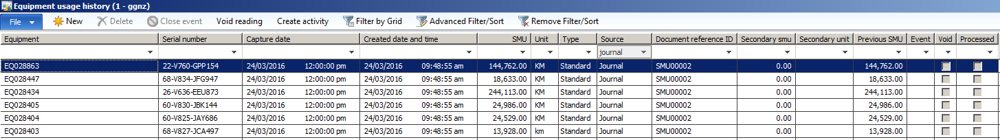 Equipment usage history (1 - ggnz)
File New Delete Close event Void reading Create activity Filter by Grid Advanced Filter/Sort Remove Filter/Sort
Equipment Serial number Capture date Created date and time SMU Unit Type Source Document reference ID Secondary smu Secondary unit Previous SMU Event Void Processed
journal
EQ028863 22-V760-GPP154 24/03/2016 12:00:00 pm 24/03/2016 09:48:55 am 144,762.00 KM Standard Journal SMU00002 0.00 144,762.00
EQ028447 68-V834-JFG947 24/03/2016 12:00:00 pm 24/03/2016 09:48:55 am 18,633.00 KM Standard Journal SMU00002 0.00 18,633.00
EQ028434 26-V636-EEU873 24/03/2016 12:00:00 pm 24/03/2016 09:48:55 am 244,113.00 KM Standard Journal SMU00002 0.00 244,113.00
EQ028405 60-V830-JBK144 24/03/2016 12:00:00 pm 24/03/2016 09:48:55 am 24,986.00 KM Standard Journal SMU00002 0.00 24,986.00
EQ028404 60-V825-JAY686 24/03/2016 12:00:00 pm 24/03/2016 09:48:55 am 24,529.00 KM Standard Journal SMU00002 0.00 24,529.00
EQ028403 68-V827-JCA497 24/03/2016 12:00:00 pm 24/03/2016 09:48:55 am 13,928.00 km Standard Journal SMU00002 0.00 13,928.00